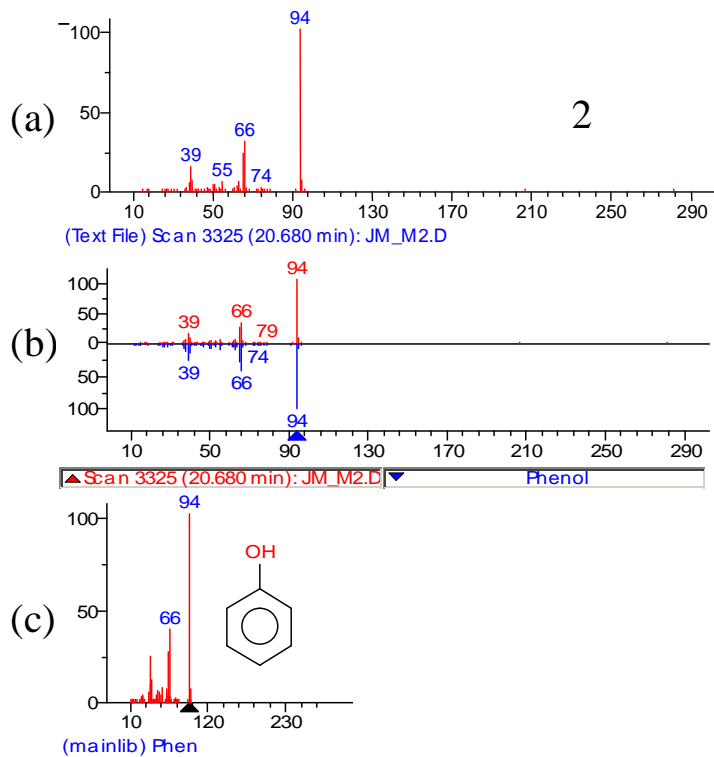 100
94
(a)
2
50
66
39
55
74
0
10 50 90 130 170 210 250 290
(Text File) Scan 3325 (20.680 min): JM_M2.D
94
100
50
66
39
79
(b)
0
74
39
66
50
100
94
10 50 90 130 170 210 250 290
Scan 3325 (20.680 min): JM_M2.D Phenol
94
100
OH
(c)
66
50
0
10 120 230
(mainlib) Phen